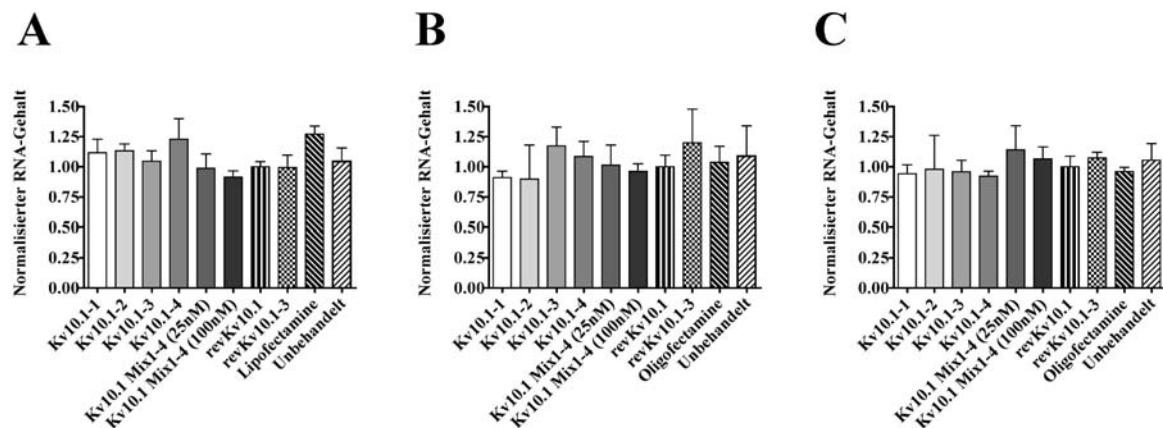 A
Normalisierter RNA-Gehalt
1.50
1.25
1.00
0.75
0.50
0.25
0.00
Kv10.1-1
Kv10.1-2
Kv10.1-3
Kv10.1-4
Kv10.1 Mix1-4 (25nM)
Kv10.1 Mix1-4 (100nM)
revKv10.1
revKv10.1-3
Lipofectamine
Unbehandelt
B
Normalisierter RNA-Gehalt
1.50
1.25
1.00
0.75
0.50
0.25
0.00
Kv10.1-1
Kv10.1-2
Kv10.1-3
Kv10.1-4
Kv10.1 Mix1-4 (25nM)
Kv10.1 Mix1-4 (100nM)
revKv10.1
revKv10.1-3
Oligofectamine
Unbehandelt
C
Normalisierter RNA-Gehalt
1.50
1.25
1.00
0.75
0.50
0.25
0.00
Kv10.1-1
Kv10.1-2
Kv10.1-3
Kv10.1-4
Kv10.1 Mix1-4 (25nM)
Kv10.1 Mix1-4 (100nM)
revKv10.1
revKv10.1-3
Oligofectamine
Unbehandelt